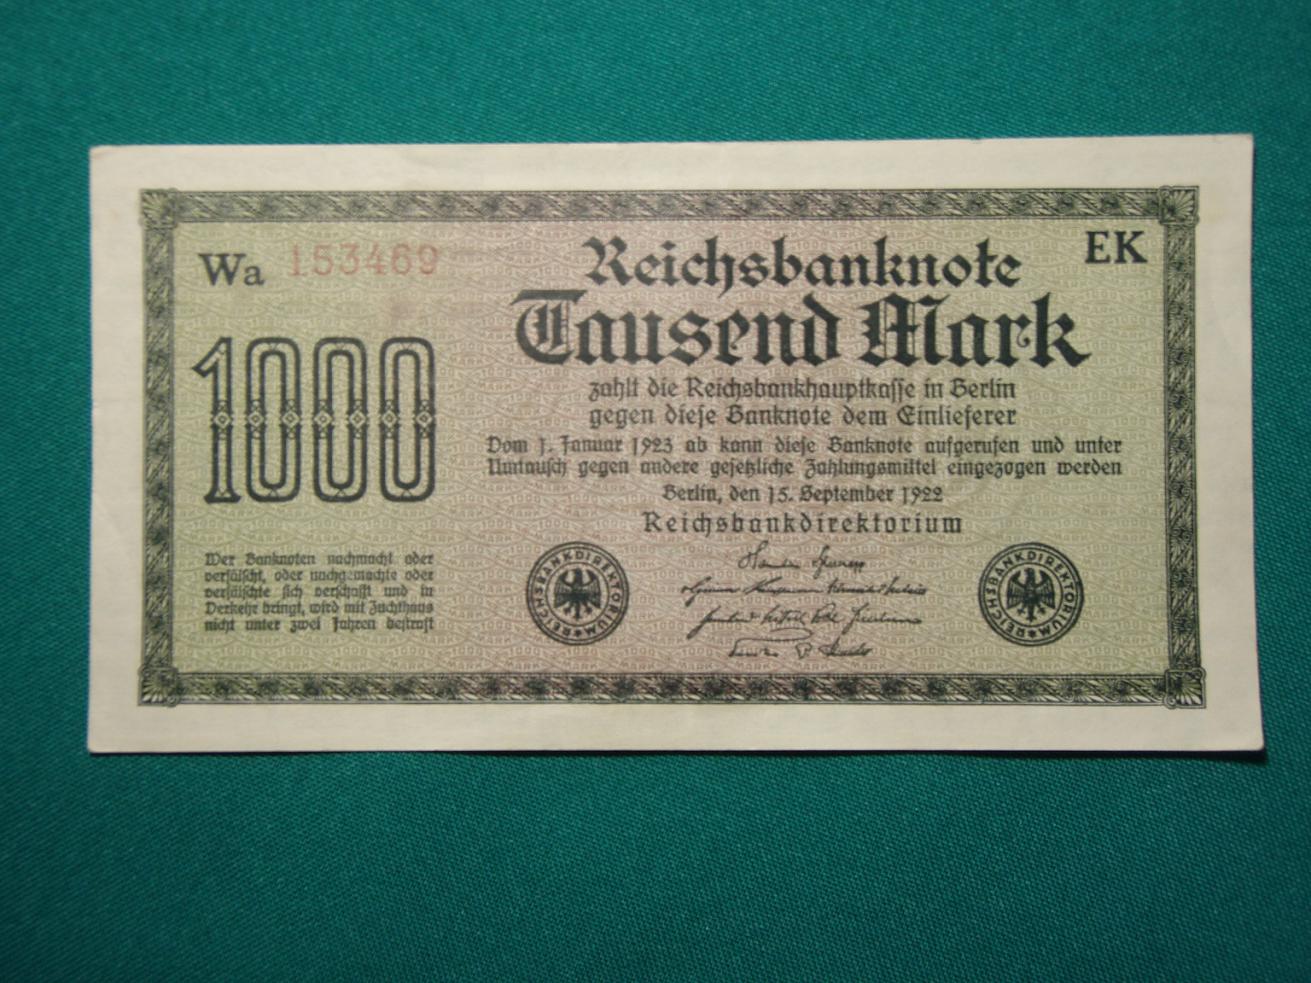 Wa 153469
EK
Reichsbanknote
Tausend Mark
1000
zahlt die Reichsbankhauptkasse in Berlin
gegen diese Banknote dem Einlieferer
Vom 1. Januar 1923 ab kann diese Banknote aufgerufen und unter
Umtausch gegen andere gesetzliche Zahlungsmittel eingezogen werden
Berlin, den 15. September 1922
Reichsbankdirektorium
Wer Banknoten nachmacht oder
verfälscht, oder nachgemachte oder
verfälschte sich verschafft und in
Verkehr bringt, wird mit Zuchthaus
nicht unter zwei Jahren bestraft
REICHSBANKDIREKTORIUM
REICHSBANKDIREKTORIUM